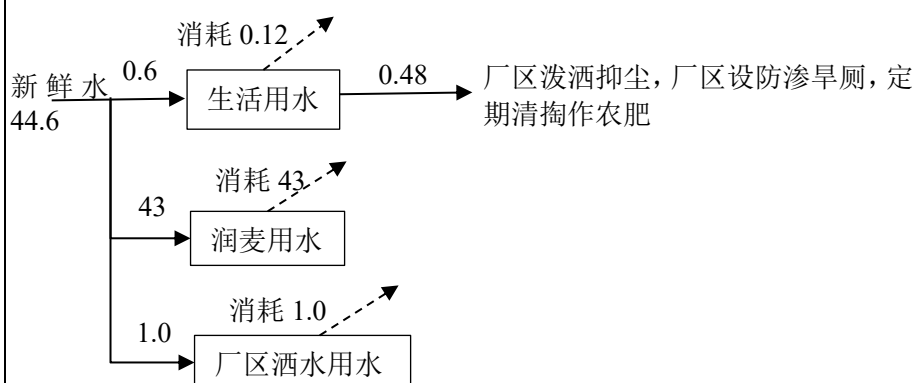 消耗 0.12
新鲜水 0.6
44.6
生活用水
0.48
厂区泼洒抑尘，厂区设防渗旱厕，定
期清掏作农肥
消耗 43
43
润麦用水
消耗 1.0
1.0
厂区洒水用水